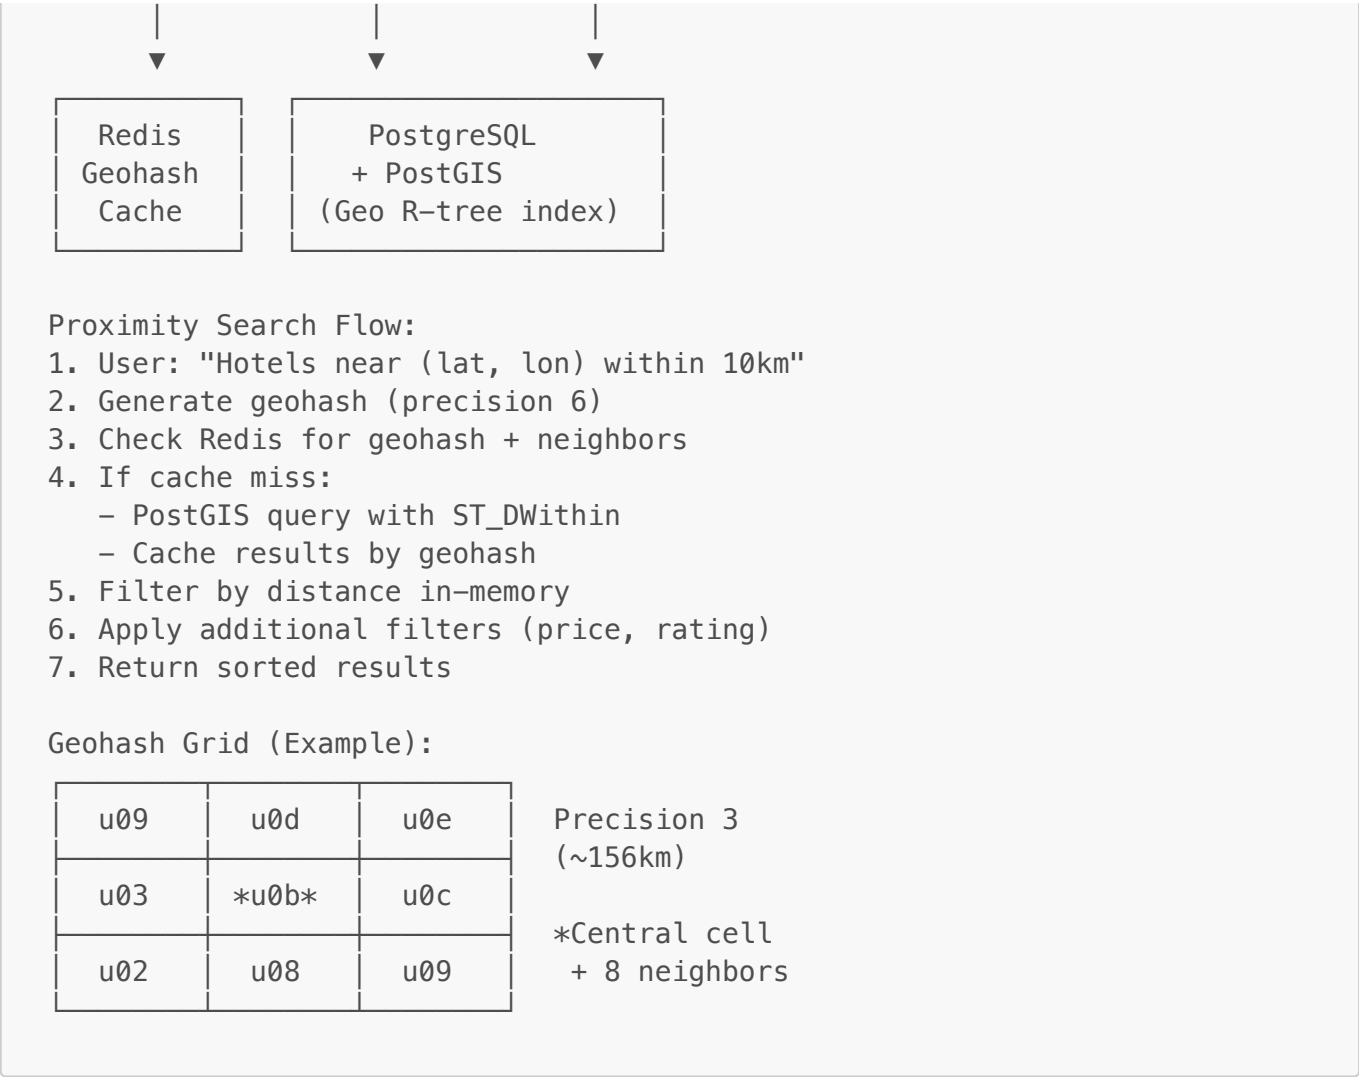 Redis
PostgreSQL
Geohash
+ PostGIS
Cache
(Geo R-tree index)
Proximity Search Flow:
1. User: "Hotels near (lat, lon) within 10km"
2. Generate geohash (precision 6)
3. Check Redis for geohash + neighbors
4. If cache miss:
- PostGIS query with ST_DWithin
- Cache results by geohash
5. Filter by distance in-memory
6. Apply additional filters (price, rating)
7. Return sorted results
Geohash Grid (Example):
u09 u0d u0e Precision 3
(~156km)
u03 *u0b* u0c
*Central cell
u02 u08 u09 + 8 neighbors